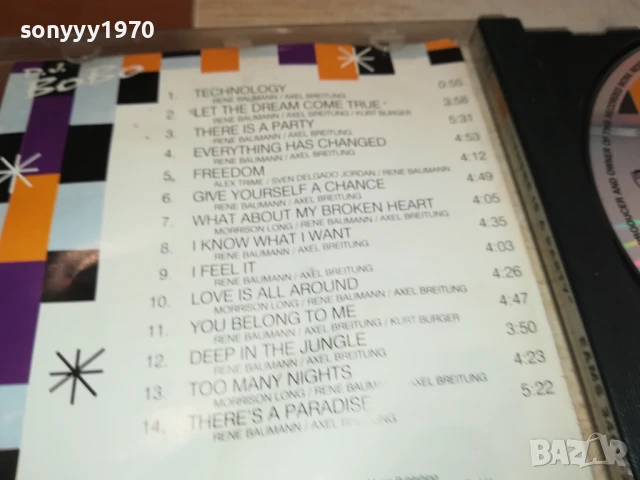 sonyyy1970
BoBo
1. TECHNOLOGY 0:56
RENE BAUMANN / AXEL BREITUNG
2. "LET THE DREAM COME TRUE" 3:58
RENE BAUMANN / AXEL BREITUNG / KURT BURGER
3. THERE IS A PARTY 5:31
RENE BAUMANN / AXEL BREITUNG
4. EVERYTHING HAS CHANGED 4:53
RENE BAUMANN / AXEL BREITUNG
5. FREEDOM 4:12
ALEX TRIME / SVEN DELGADO JORDAN / RENE BAUMANN
6. GIVE YOURSELF A CHANCE 4:49
RENE BAUMANN / AXEL BREITUNG
7. WHAT ABOUT MY BROKEN HEART 4:05
MORRISON LONG / RENE BAUMANN / AXEL BREITUNG
8. I KNOW WHAT I WANT 4:35
RENE BAUMANN / AXEL BREITUNG
9. I FEEL IT 4:03
RENE BAUMANN / AXEL BREITUNG
10. LOVE IS ALL AROUND 4:26
MORRISON LONG / RENE BAUMANN / AXEL BREITUNG
11. YOU BELONG TO ME 4:47
RENE BAUMANN / AXEL BREITUNG / KURT BURGER
12. DEEP IN THE JUNGLE 3:50
RENE BAUMANN / AXEL BREITUNG
13. TOO MANY NIGHTS 4:23
MORRISON LONG / RENE BAUMANN / AXEL BREITUNG
14. THERE'S A PARADISE 5:22
RENE BAUMANN / AXEL BREITUNG
BAZAR